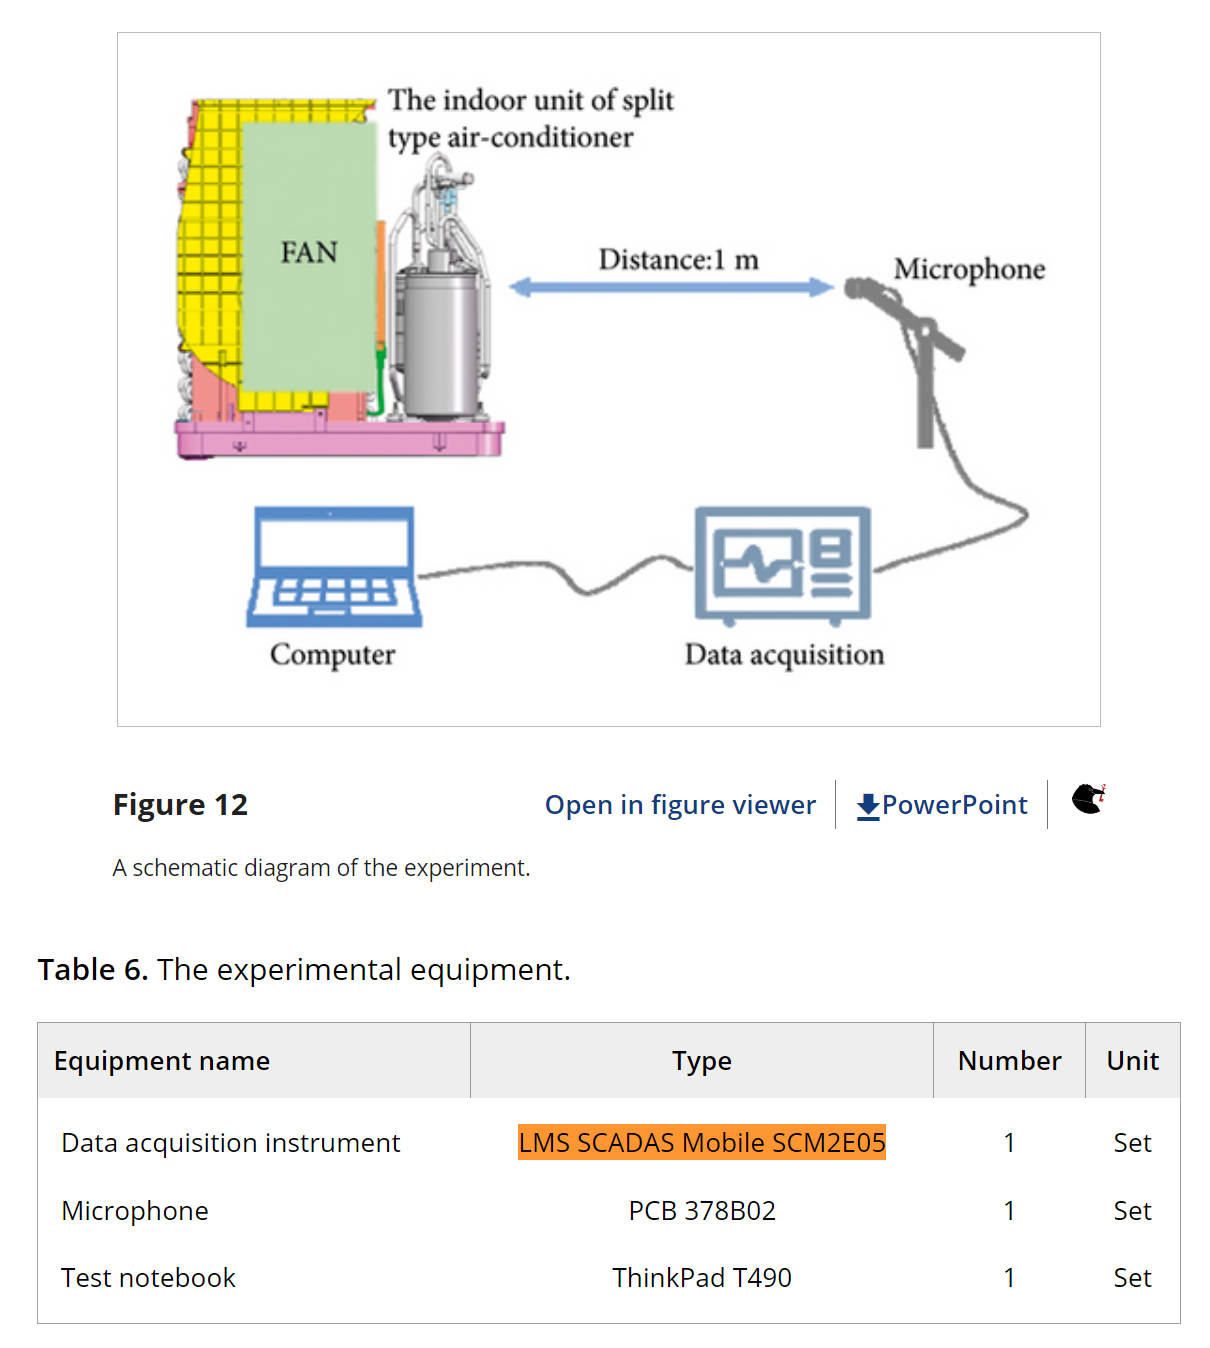 The indoor unit of split
type air-conditioner
FAN
Distance:1 m
Microphone
Computer
Data acquisition
Figure 12
Open in figure viewer
PowerPoint
A schematic diagram of the experiment.
Table 6. The experimental equipment.
Equipment name Type Number Unit
Data acquisition instrument LMS SCADAS Mobile SCM2E05 1 Set
Microphone PCB 378B02 1 Set
Test notebook ThinkPad T490 1 Set